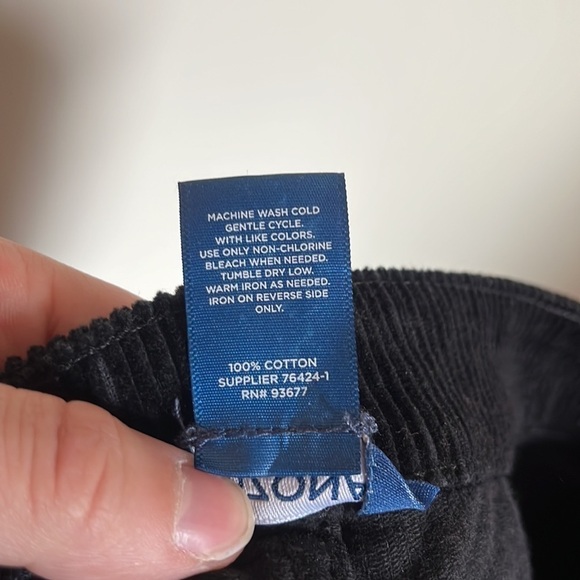 MACHINE WASH COLD
GENTLE CYCLE.
WITH LIKE COLORS.
USE ONLY NON-CHLORINE
BLEACH WHEN NEEDED.
TUMBLE DRY LOW.
WARM IRON AS NEEDED.
IRON ON REVERSE SIDE
ONLY.
100% COTTON
SUPPLIER 76424-1
RN# 93677